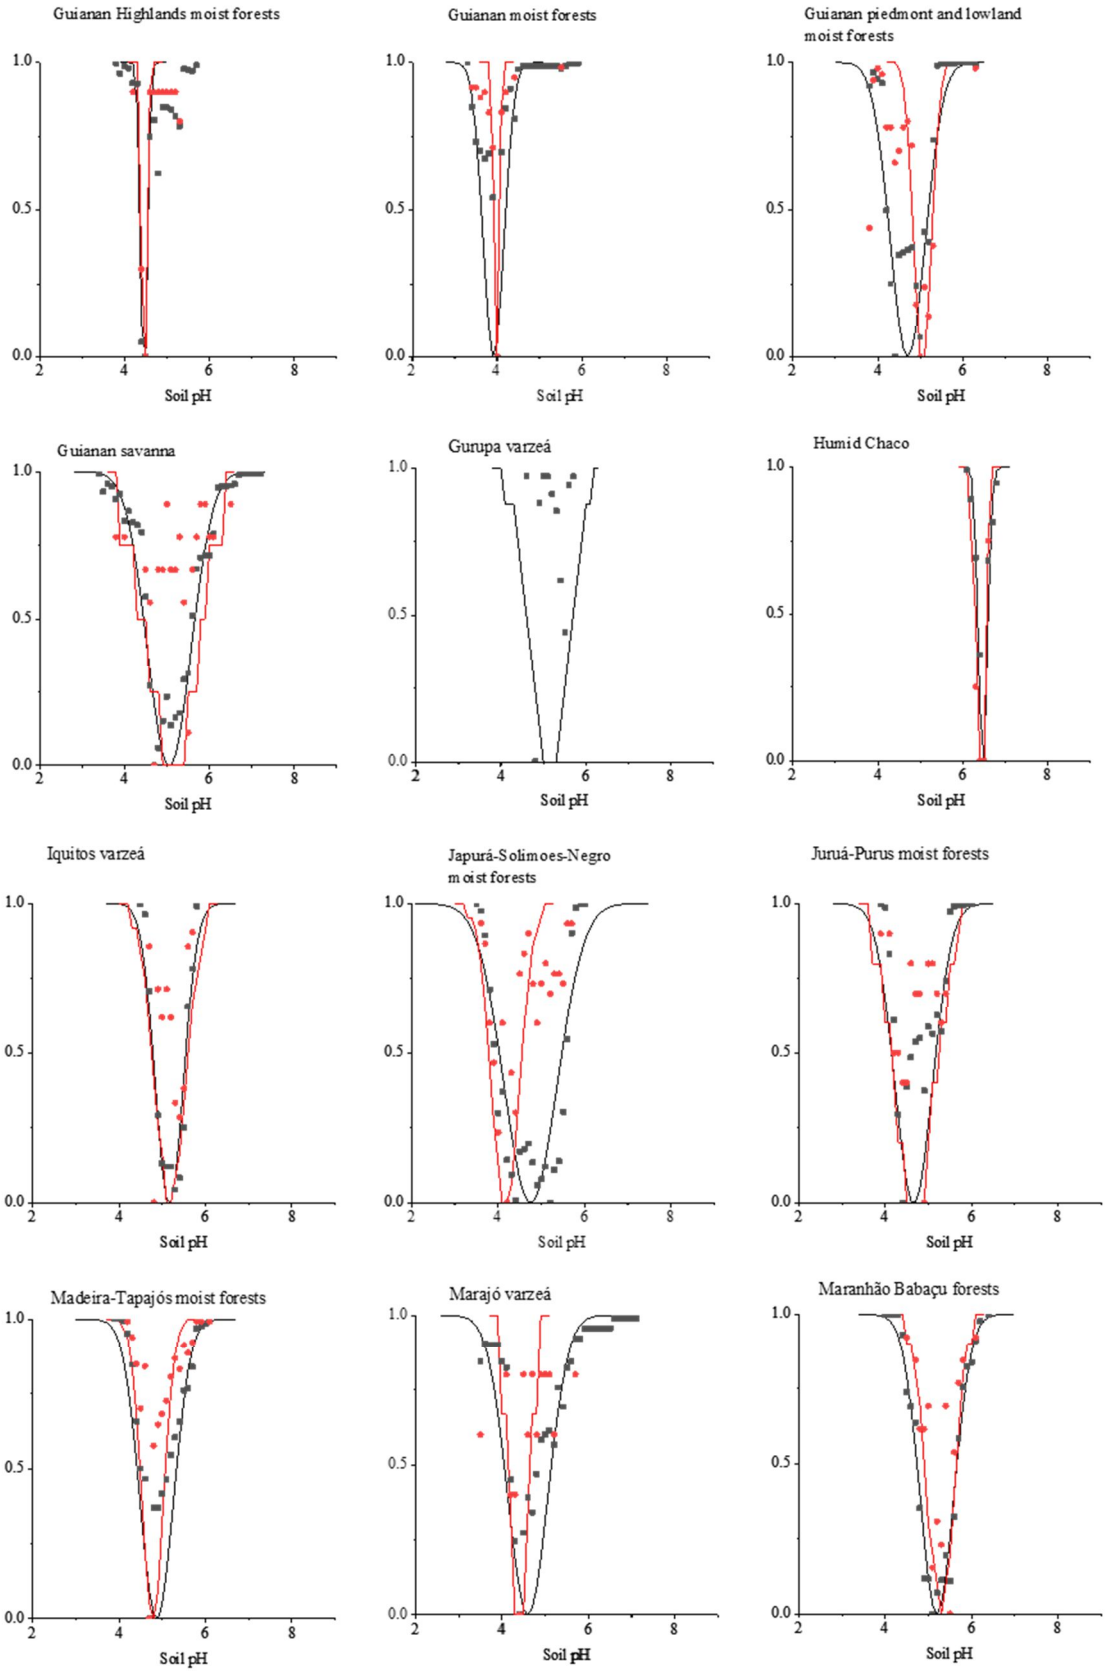 Guianan Highlands moist forests
Guianan moist forests
Guianan piedmont and lowland
moist forests
1.0
0.5
0.0
2 4 6 8
Soil pH
1.0
0.5
0.0
2 4 6 8
Soil pH
1.0
0.5
0.0
2 4 6 8
Soil pH
Guianan savanna
Gurupa varzeá
Humid Chaco
1.0
0.5
0.0
2 4 6 8
Soil pH
1.0
0.5
0.0
2 4 6 8
Soil pH
1.0
0.5
0.0
2 4 6 8
Soil pH
Iquitos varzeá
Japurá-Solimoes-Negro
moist forests
Juruá-Purus moist forests
1.0
0.5
0.0
2 4 6 8
Soil pH
1.0
0.5
0.0
2 4 6 8
Soil pH
1.0
0.5
0.0
2 4 6 8
Soil pH
Madeira-Tapajós moist forests
Marajó varzeá
Maranhão Babaçu forests
1.0
0.5
0.0
2 4 6 8
Soil pH
1.0
0.5
0.0
2 4 6 8
Soil pH
1.0
0.5
0.0
2 4 6 8
Soil pH